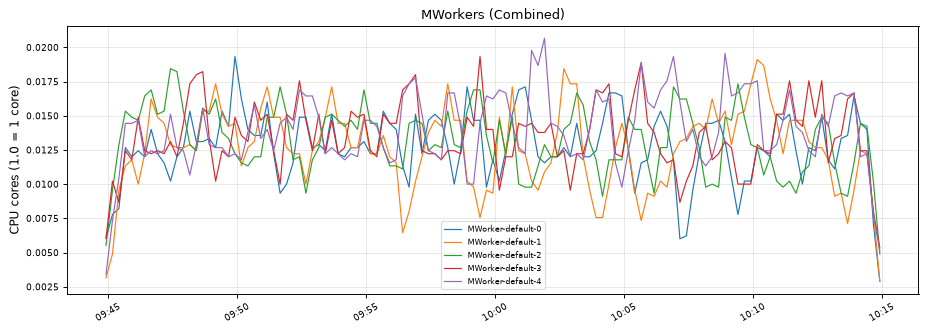 MWorkers (Combined)
CPU cores (1.0 = 1 core)
0.0200
0.0175
0.0150
0.0125
0.0100
0.0075
0.0050
0.0025
MWorker-default-0
MWorker-default-1
MWorker-default-2
MWorker-default-3
MWorker-default-4
09:45
09:50
09:55
10:00
10:05
10:10
10:15